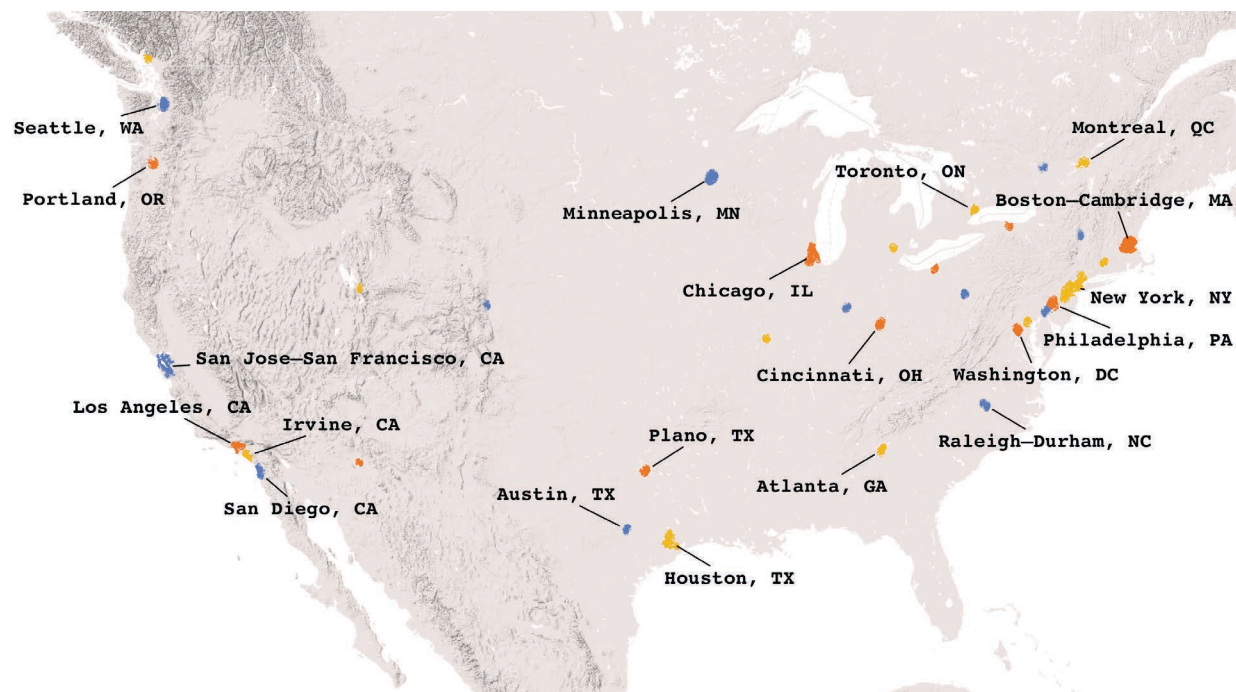 Seattle, WA
Montreal, QC
Toronto, ON
Portland, OR
Boston—Cambridge, MA
Minneapolis, MN
Chicago, IL
New York, NY
Philadelphia, PA
San Jose—San Francisco, CA
Cincinnati, OH
Washington, DC
Los Angeles, CA
Irvine, CA
Plano, TX
Raleigh—Durham, NC
Atlanta, GA
Austin, TX
San Diego, CA
Houston, TX